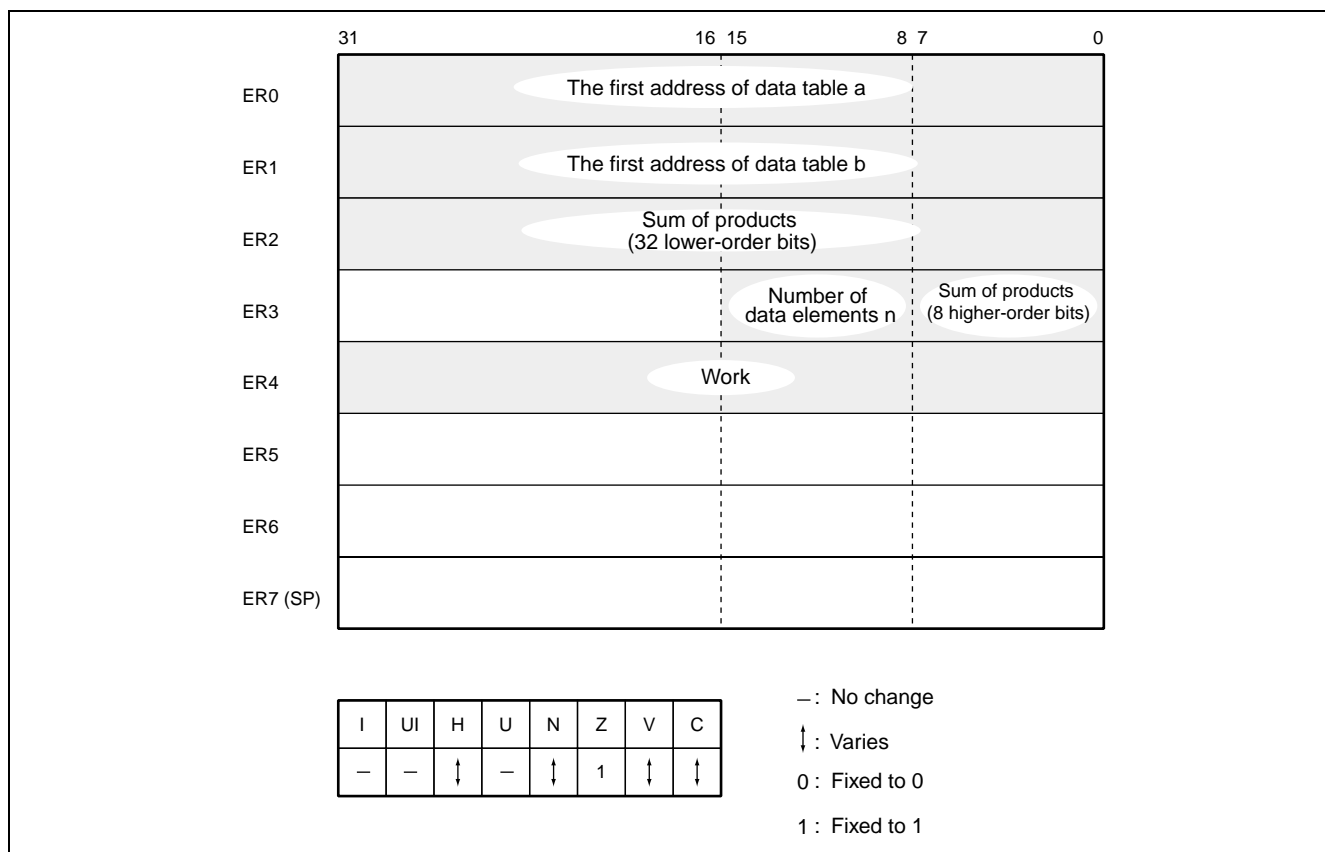 31 16 15 8 7 0
ER0 The first address of data table a
ER1 The first address of data table b
ER2 Sum of products
(32 lower-order bits)
ER3 Number of
data elements n
Sum of products
(8 higher-order bits)
ER4 Work
ER5
ER6
ER7 (SP)
I UI H U N Z V C
– – ↕ – ↕ 1 ↕ ↕
– : No change
↕ : Varies
0 : Fixed to 0
1 : Fixed to 1